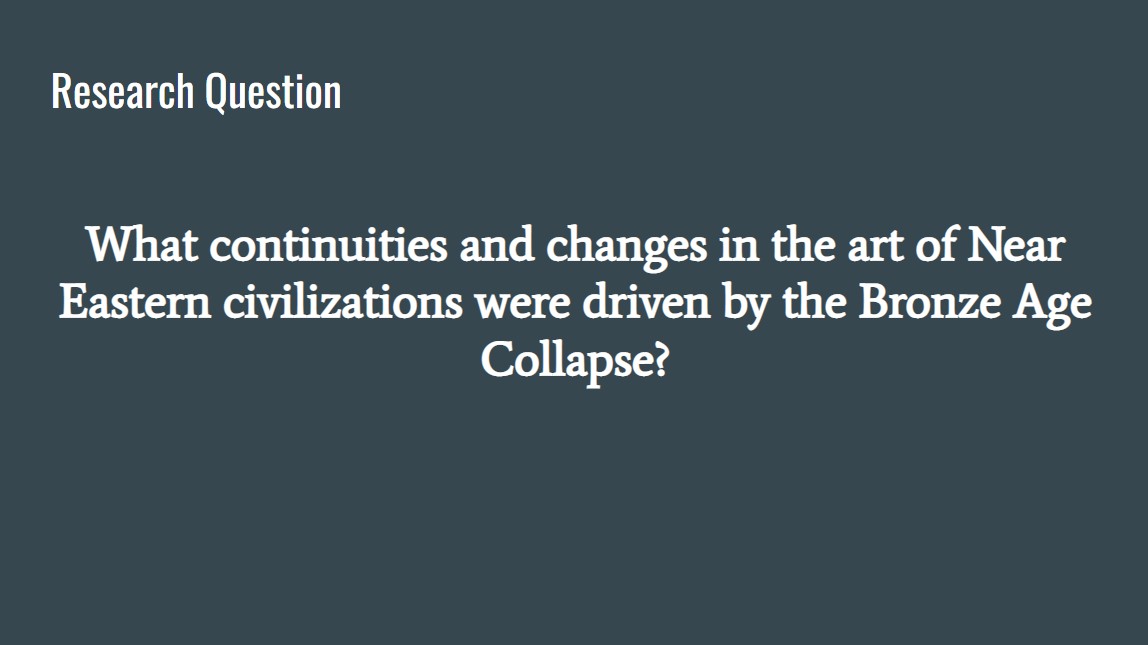 Research Question
What continuities and changes in the art of Near
Eastern civilizations were driven by the Bronze Age
Collapse?